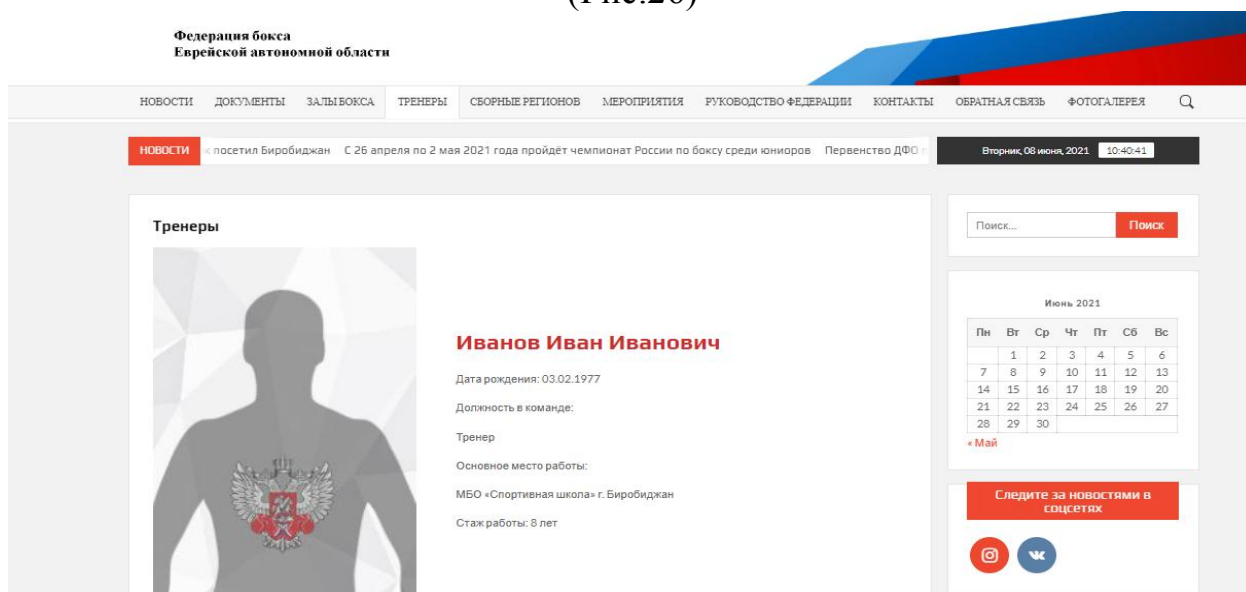 (Рис.26)
Федерация бокса
Еврейской автономной области
НОВОСТИ ДОКУМЕНТЫ ЗАЛЫ БОКСА ТРЕНЕРЫ СБОРНЫЕ РЕГИОНОВ МЕРОПРИЯТИЯ РУКОВОДСТВО ФЕДЕРАЦИИ КОНТАКТЫ ОБРАТНАЯ СВЯЗЬ ФОТОГАЛЕРЕЯ
НОВОСТИ посетил Биробиджан С 26 апреля по 2 мая 2021 года пройдёт чемпионат России по боксу среди юниоров Первенство ДФО Вторник, 08 июня, 2021 10:40:41
Тренеры
Иванов Иван Иванович
Дата рождения: 03.02.1977
Должность в команде:
Тренер
Основное место работы:
МБО «Спортивная школа» г. Биробиджан
Стаж работы: 8 лет
Поиск... Поиск
Июнь 2021
Пн Вт Ср Чт Пт Сб Вс
1 2 3 4 5 6
7 8 9 10 11 12 13
14 15 16 17 18 19 20
21 22 23 24 25 26 27
28 29 30
« Май
Следите за новостями в
соцсетях